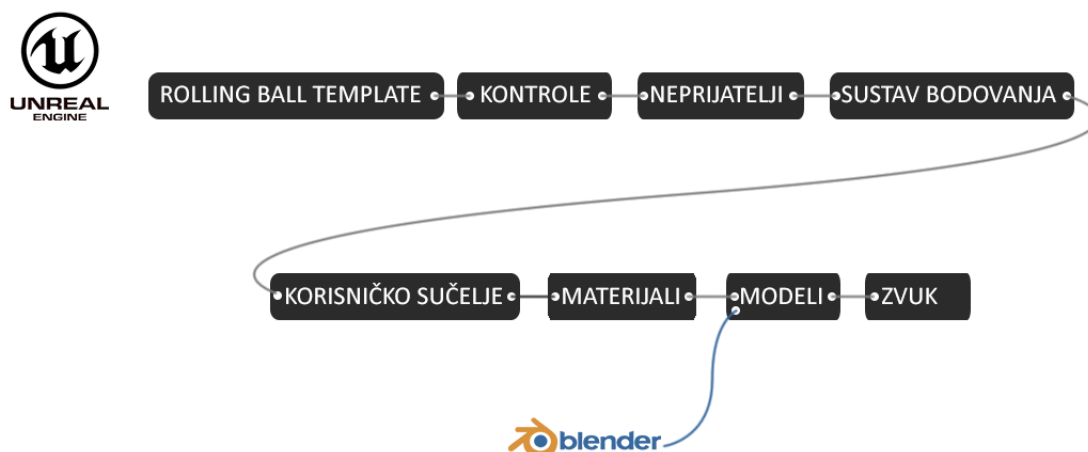 UNREAL
ENGINE
ROLLING BALL TEMPLATE
KONTROLE
NEPRIJATELJI
SUSTAV BODOVANJA
KORISNIČKO SUČELJE
MATERIJALI
MODELI
ZVUK
blender